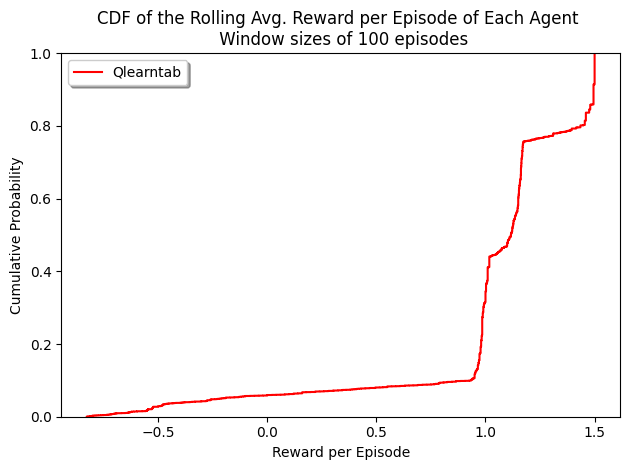 CDF of the Rolling Avg. Reward per Episode of Each Agent
Window sizes of 100 episodes
Qlearntab
1.0
0.8
0.6
0.4
0.2
0.0
Cumulative Probability
−0.5 0.0 0.5 1.0 1.5
Reward per Episode